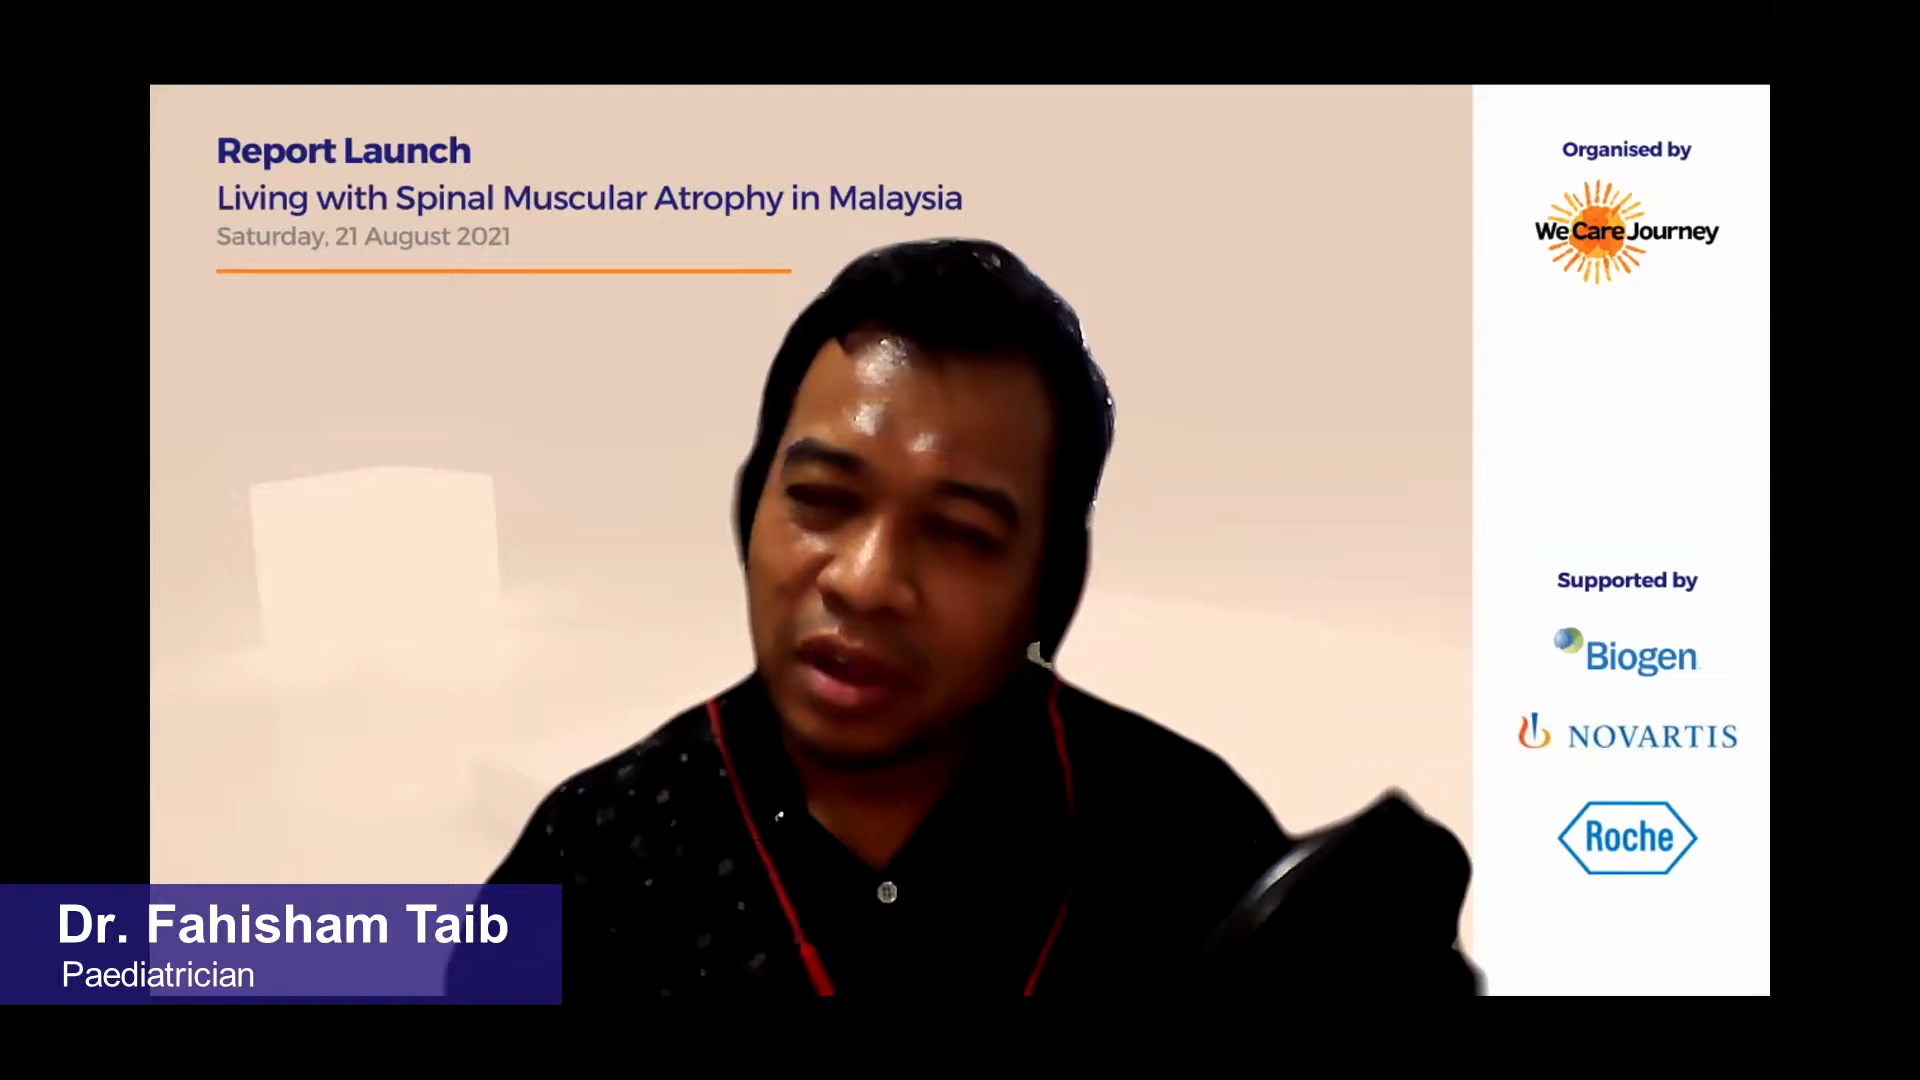 Report Launch
Living with Spinal Muscular Atrophy in Malaysia
Saturday, 21 August 2021
Organised by
We Care Journey
Supported by
Biogen
NOVARTIS
Roche
Dr. Fahisham Taib
Paediatrician